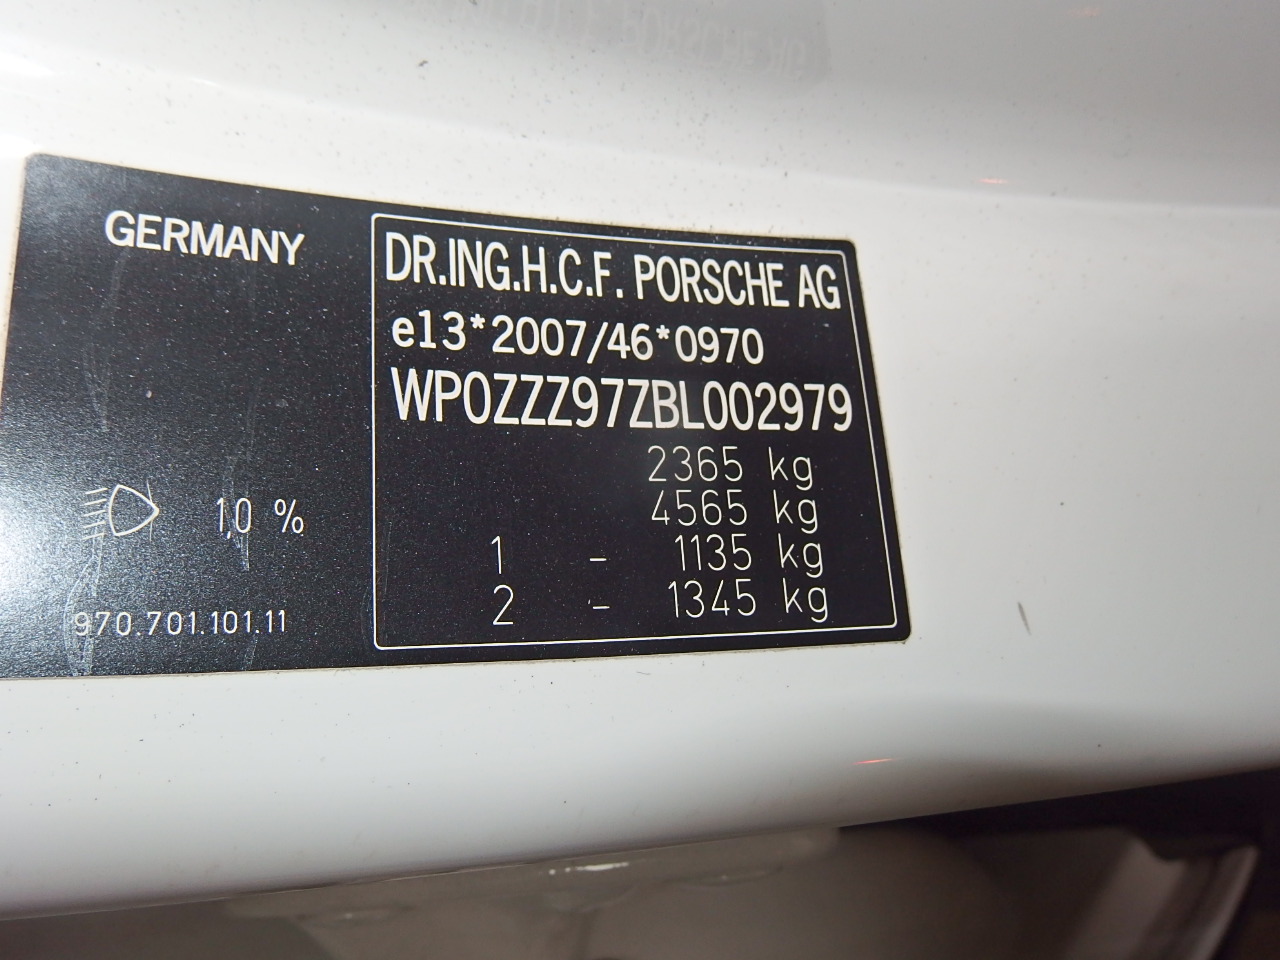 GERMANY
DR.ING.H.C.F. PORSCHE AG
e13*2007/46*0970
WP0ZZZ97ZBL002979
2365 kg
4565 kg
1 - 1135 kg
2 - 1345 kg
1,0 %
970.701.101.11